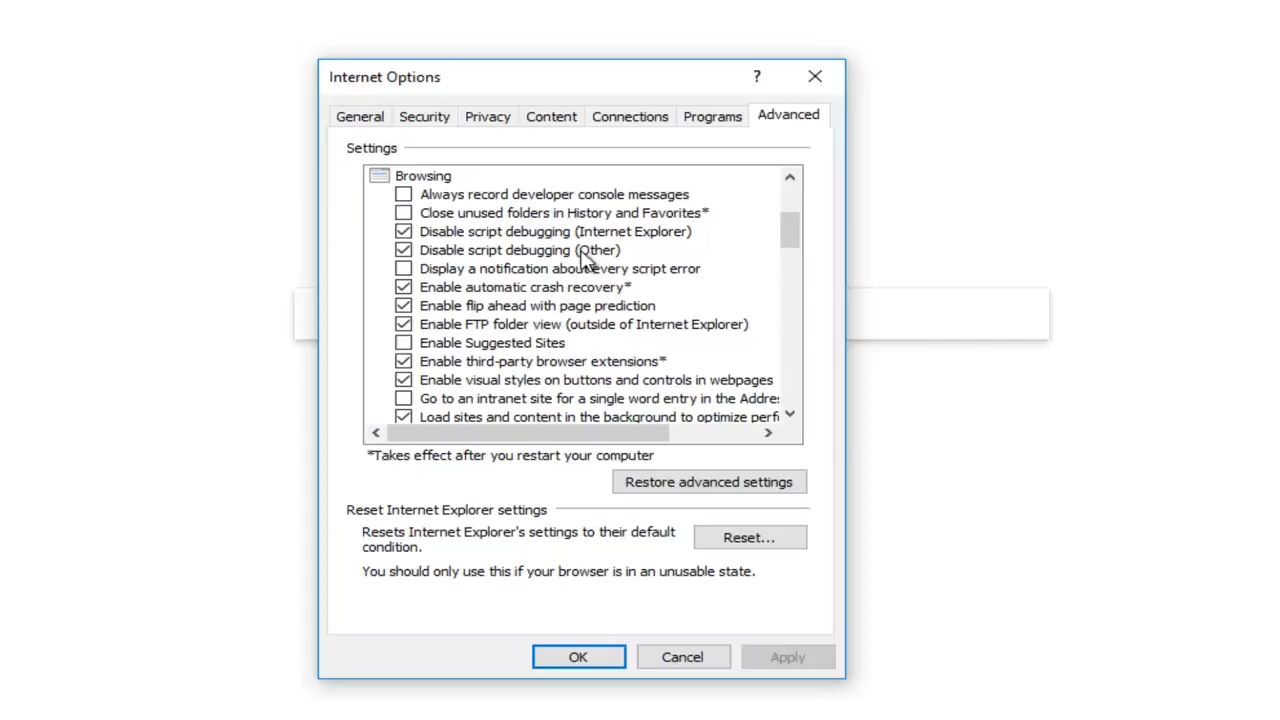 Internet Options
?
General Security Privacy Content Connections Programs Advanced
Settings
Browsing
Always record developer console messages
Close unused folders in History and Favorites*
Disable script debugging (Internet Explorer)
Disable script debugging (Other)
Display a notification about every script error
Enable automatic crash recovery*
Enable flip ahead with page prediction
Enable FTP folder view (outside of Internet Explorer)
Enable Suggested Sites
Enable third-party browser extensions*
Enable visual styles on buttons and controls in webpages
Go to an intranet site for a single word entry in the Addre
Load sites and content in the background to optimize perf
*Takes effect after you restart your computer
Restore advanced settings
Reset Internet Explorer settings
Resets Internet Explorer's settings to their default
condition.
Reset...
You should only use this if your browser is in an unusable state.
OK Cancel Apply